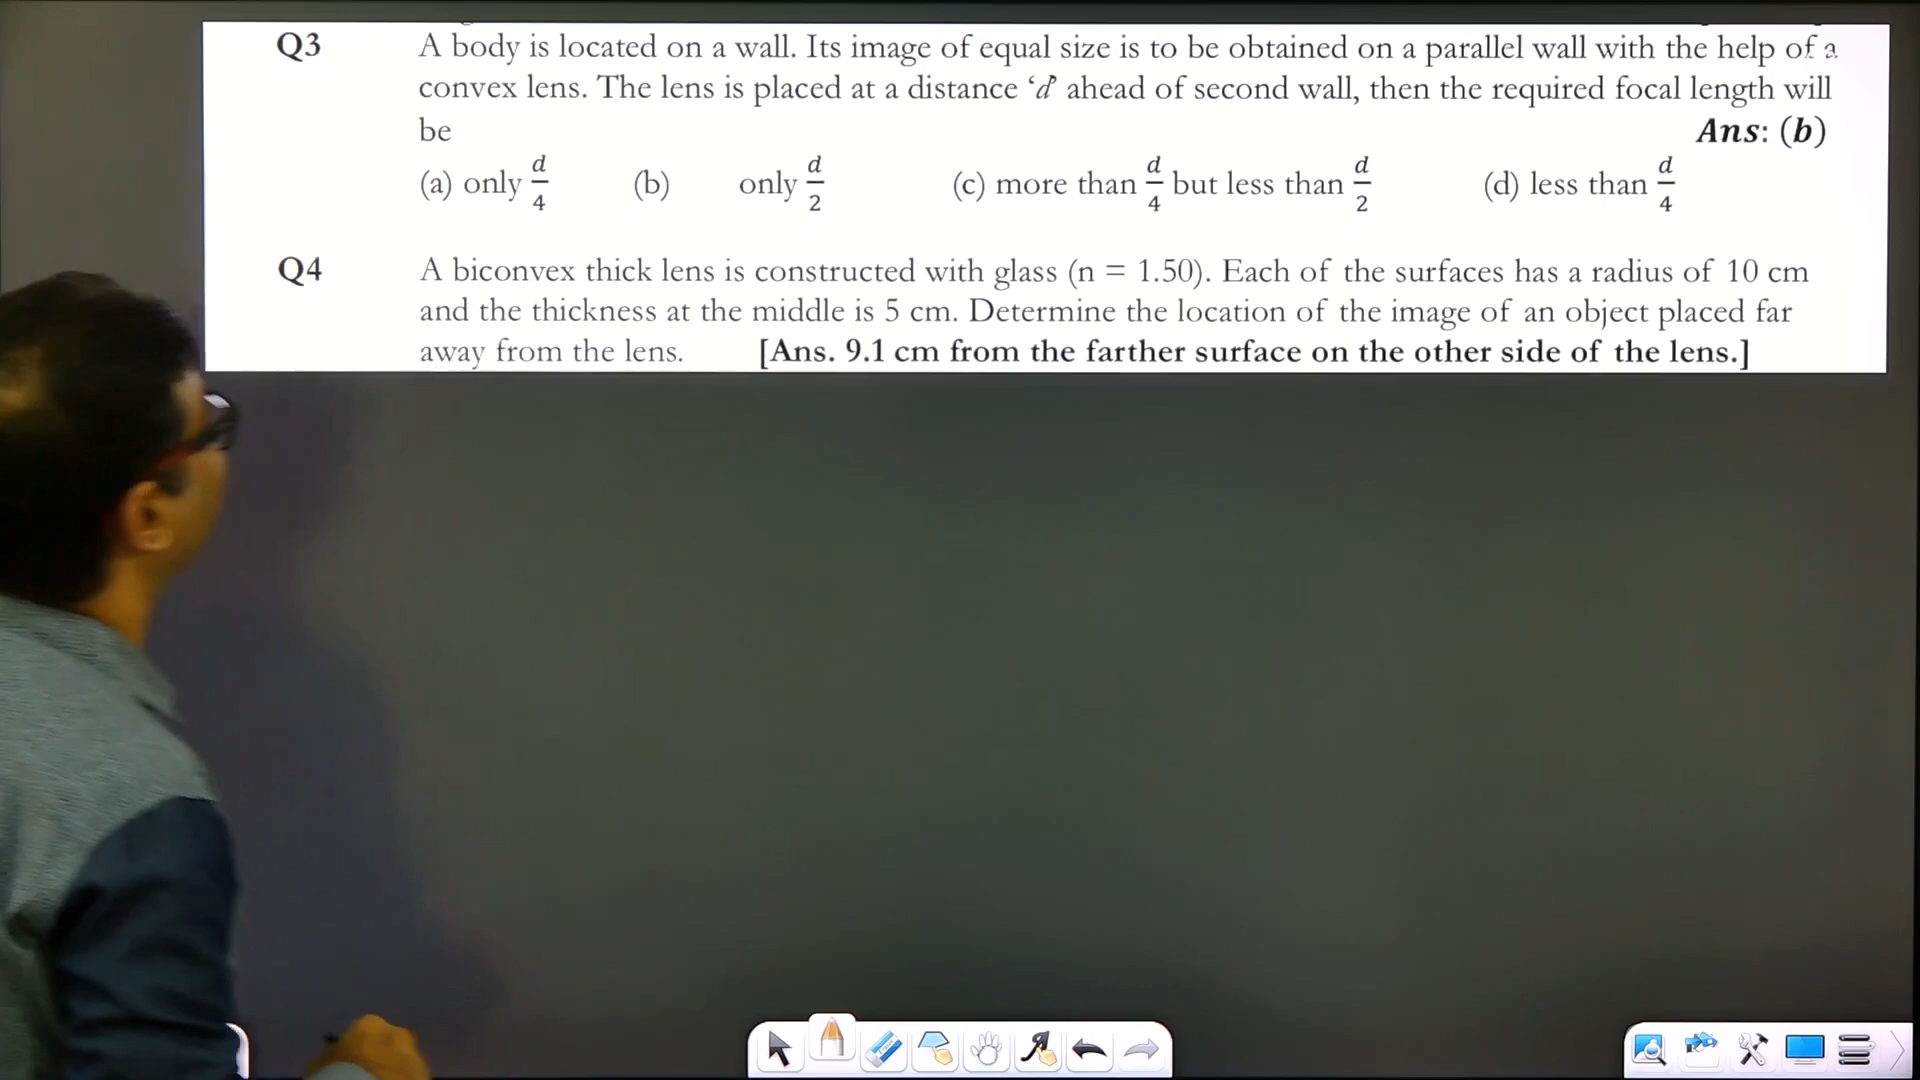 Q3 A body is located on a wall. Its image of equal size is to be obtained on a parallel wall with the help of a
convex lens. The lens is placed at a distance ‘d’ ahead of second wall, then the required focal length will
be Ans: (b)
(a) only d/4 (b) only d/2 (c) more than d/4 but less than d/2 (d) less than d/4
Q4 A biconvex thick lens is constructed with glass (n = 1.50). Each of the surfaces has a radius of 10 cm
and the thickness at the middle is 5 cm. Determine the location of the image of an object placed far
away from the lens. [Ans. 9.1 cm from the farther surface on the other side of the lens.]